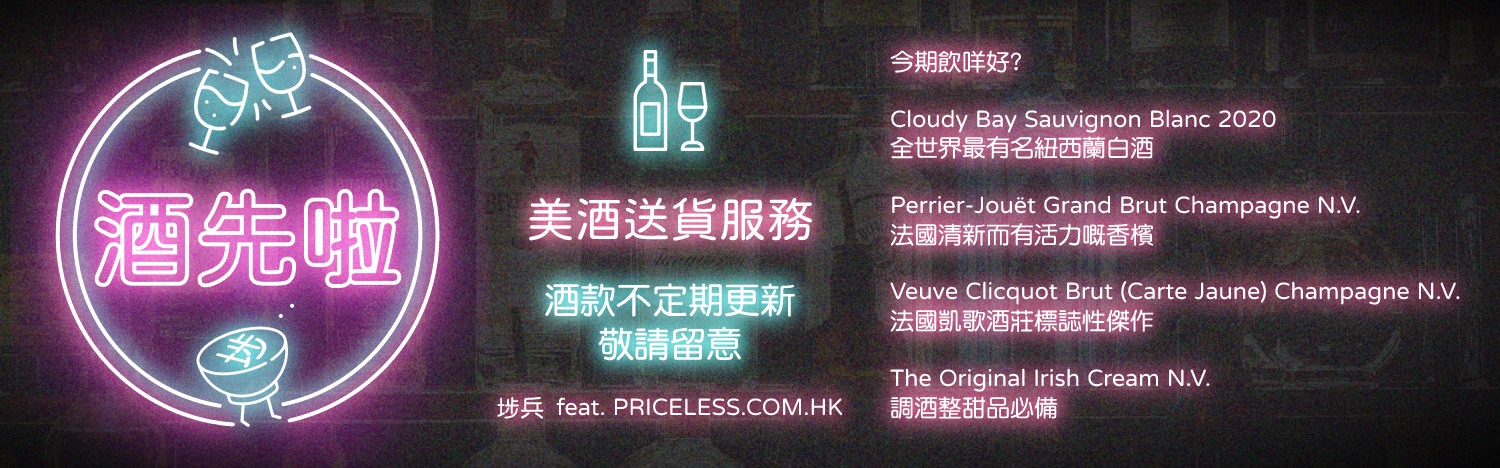 酒先啦
美酒送貨服務
酒款不定期更新
敬請留意
埗兵 feat. PRICELESS.COM.HK
今期飲咩好?
Cloudy Bay Sauvignon Blanc 2020
全世界最有名紐西蘭白酒
Perrier-Jouët Grand Brut Champagne N.V.
法國清新而有活力嘅香檳
Veuve Clicquot Brut (Carte Jaune) Champagne N.V.
法國凱歌酒莊標誌性傑作
The Original Irish Cream N.V.
調酒整甜品必備